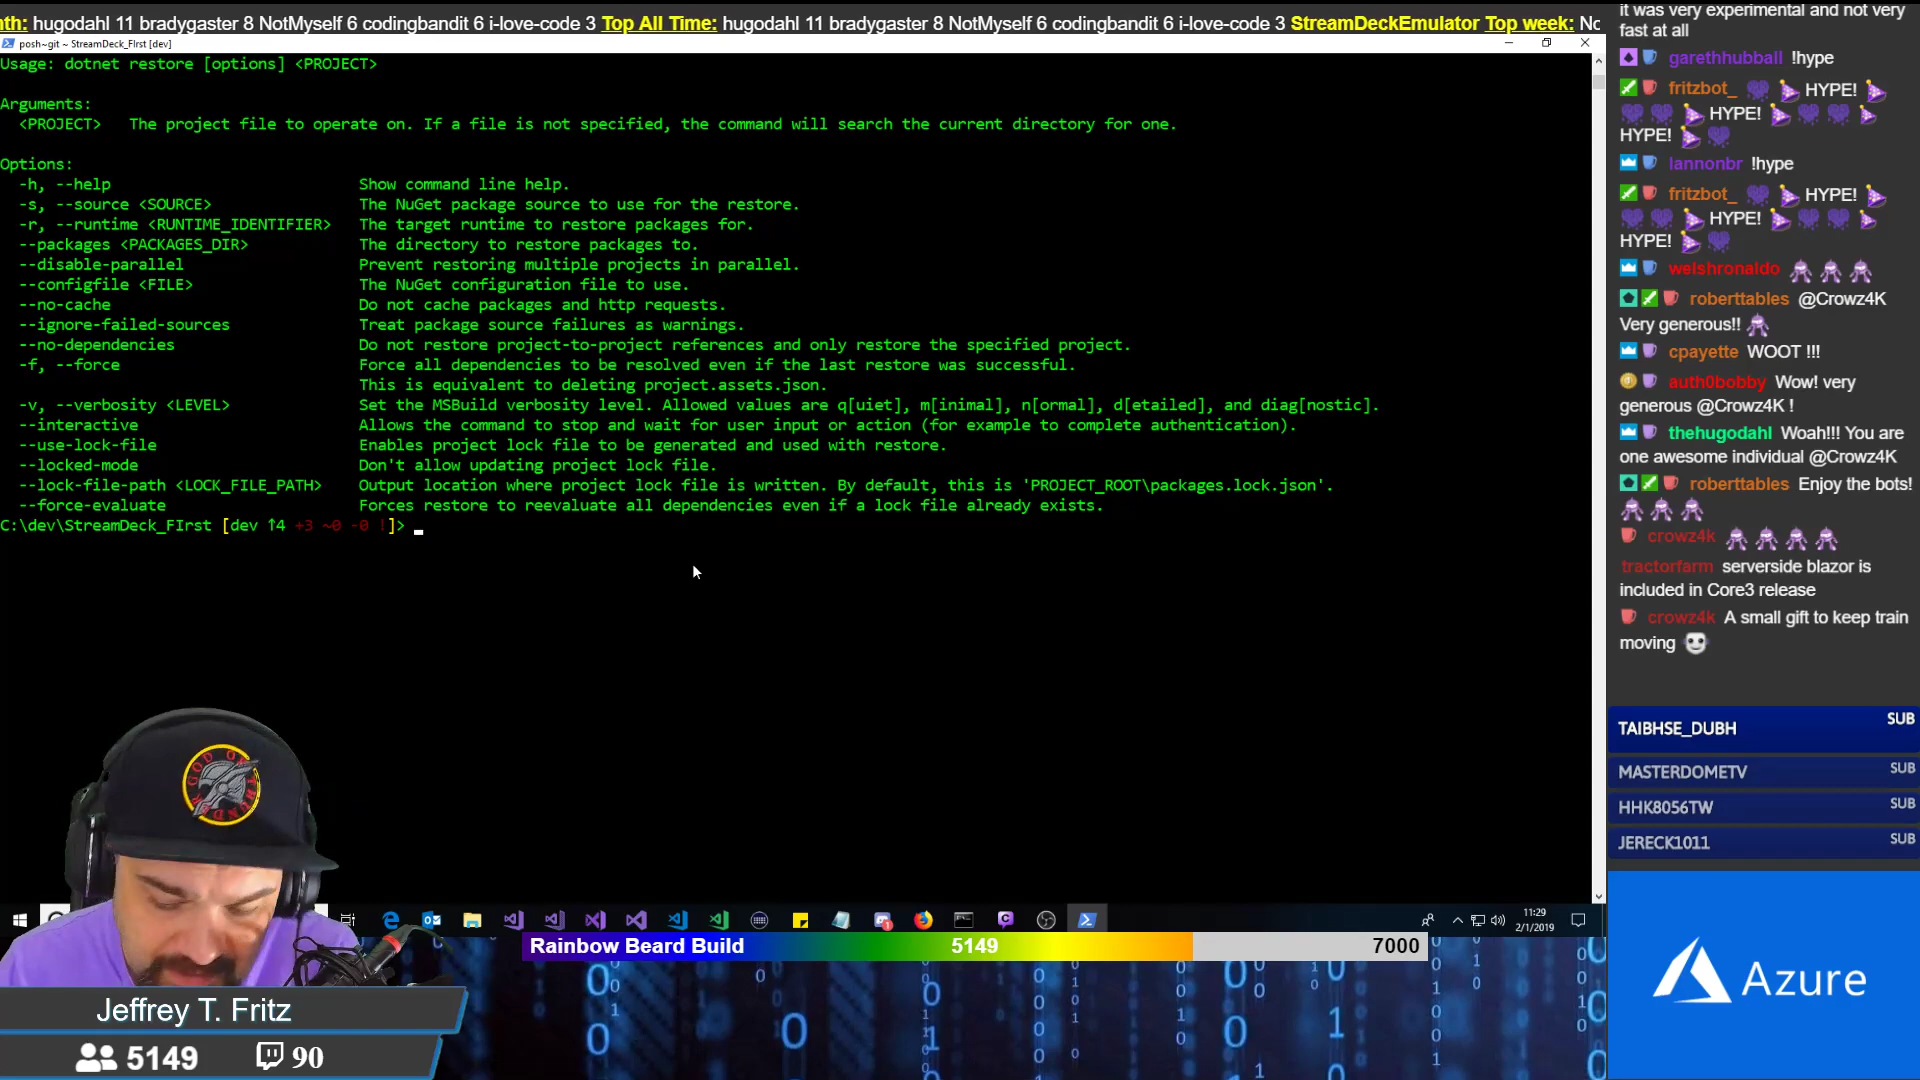 nth: hugodahl 11 bradygaster 8 NotMyself 6 codingbandit 6 i-love-code 3 Top All Time: hugodahl 11 bradygaster 8 NotMyself 6 codingbandit 6 i-love-code 3 StreamDeckEmulator Top week: No
posh~git ~ StreamDeck_FIrst [dev]
Usage: dotnet restore [options] <PROJECT>
Arguments:
<PROJECT> The project file to operate on. If a file is not specified, the command will search the current directory for one.
Options:
-h, --help Show command line help.
-s, --source <SOURCE> The NuGet package source to use for the restore.
-r, --runtime <RUNTIME_IDENTIFIER> The target runtime to restore packages for.
--packages <PACKAGES_DIR> The directory to restore packages to.
--disable-parallel Prevent restoring multiple projects in parallel.
--configfile <FILE> The NuGet configuration file to use.
--no-cache Do not cache packages and http requests.
--ignore-failed-sources Treat package source failures as warnings.
--no-dependencies Do not restore project-to-project references and only restore the specified project.
-f, --force Force all dependencies to be resolved even if the last restore was successful.
This is equivalent to deleting project.assets.json.
-v, --verbosity <LEVEL> Set the MSBuild verbosity level. Allowed values are q[uiet], m[inimal], n[ormal], d[etailed], and diag[nostic].
--interactive Allows the command to stop and wait for user input or action (for example to complete authentication).
--use-lock-file Enables project lock file to be generated and used with restore.
--locked-mode Don't allow updating project lock file.
--lock-file-path <LOCK_FILE_PATH> Output location where project lock file is written. By default, this is 'PROJECT_ROOT\packages.lock.json'.
--force-evaluate Forces restore to reevaluate all dependencies even if a lock file already exists.
C:\dev\StreamDeck_FIrst [dev ↑4 +3 ~0 -0 !]>
it was very experimental and not very
fast at all
garethhubball !hype
fritzbot_ HYPE!
HYPE!
HYPE!
lannonbr !hype
fritzbot_ HYPE!
HYPE!
HYPE!
welshronaldo
roberttables @Crowz4K
Very generous!!
cpayette WOOT !!!
auth0bobby Wow! very
generous @Crowz4K !
thehugodahl Woah!!! You are
one awesome individual @Crowz4K
roberttables Enjoy the bots!
crowz4k
tractorfarm serverside blazor is
included in Core3 release
crowz4k A small gift to keep train
moving
TAIBHSE_DUBH SUB
MASTERDOMETV SUB
HHK8056TW SUB
JERECK1011 SUB
Azure
GOD OF THUNDER
11:29
2/1/2019
Rainbow Beard Build 5149 7000
Jeffrey T. Fritz
5149 90